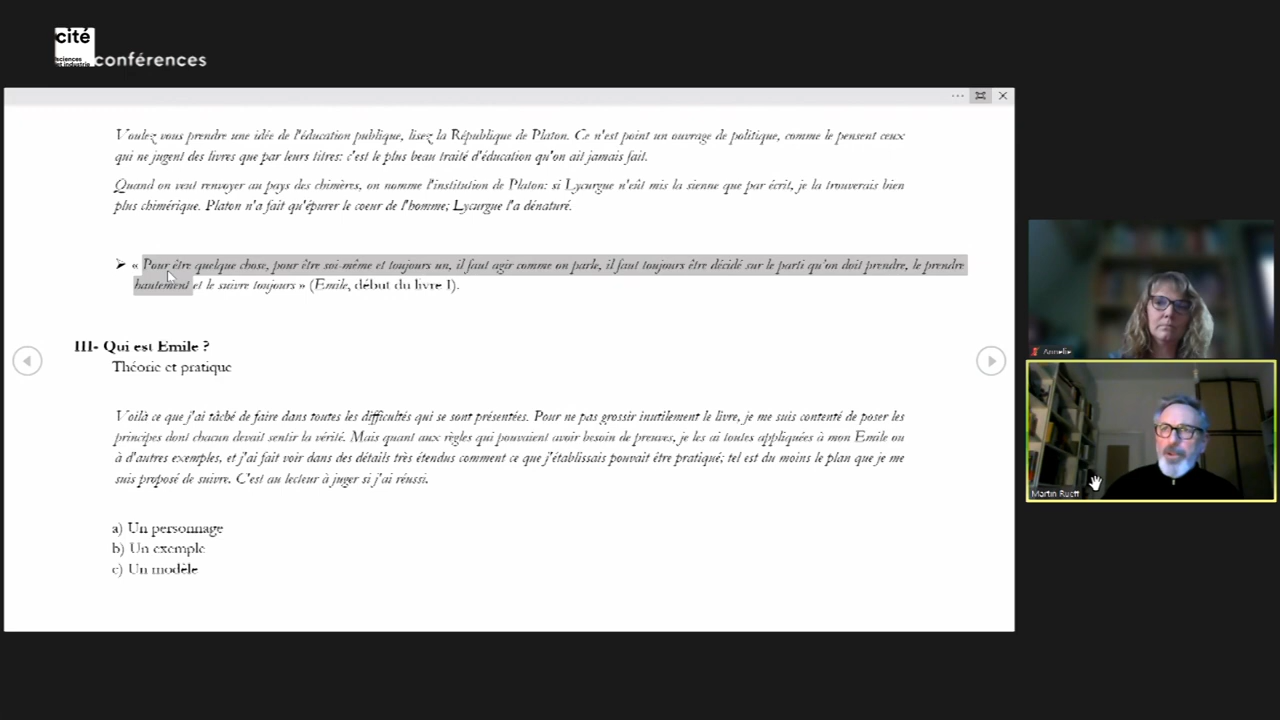 cité
sciences
et industrie
conférences
Voulez vous prendre une idée de l'éducation publique, lisez la République de Platon. Ce n'est point un ouvrage de politique, comme le pensent ceux
qui ne jugent des livres que par leurs titres: c'est le plus beau traité d'éducation qu'on ait jamais fait.
Quand on veut renvoyer au pays des chimères, on nomme l'institution de Platon: si Lycurgue n'eût mis la sienne que par écrit, je la trouverais bien
plus chimérique. Platon n'a fait qu'épurer le coeur de l'homme; Lycurgue l'a dénaturé.
➤ « Pour être quelque chose, pour être soi-même et toujours un, il faut agir comme on parle, il faut toujours être décidé sur le parti qu'on doit prendre, le prendre
hautement et le suivre toujours » (Emile, début du livre I).
III- Qui est Emile ?
Théorie et pratique
Voilà ce que j'ai tâché de faire dans toutes les difficultés qui se sont présentées. Pour ne pas grossir inutilement le livre, je me suis contenté de poser les
principes dont chacun devait sentir la vérité. Mais quant aux règles qui pouvaient avoir besoin de preuves, je les ai toutes appliquées à mon Emile ou
à d'autres exemples, et j'ai fait voir dans des détails très étendus comment ce que j'établissais pouvait être pratiqué; tel est du moins le plan que je me
suis proposé de suivre. C'est au lecteur à juger si j'ai réussi.
a) Un personnage
b) Un exemple
c) Un modèle
Annelie
Martin Rueff